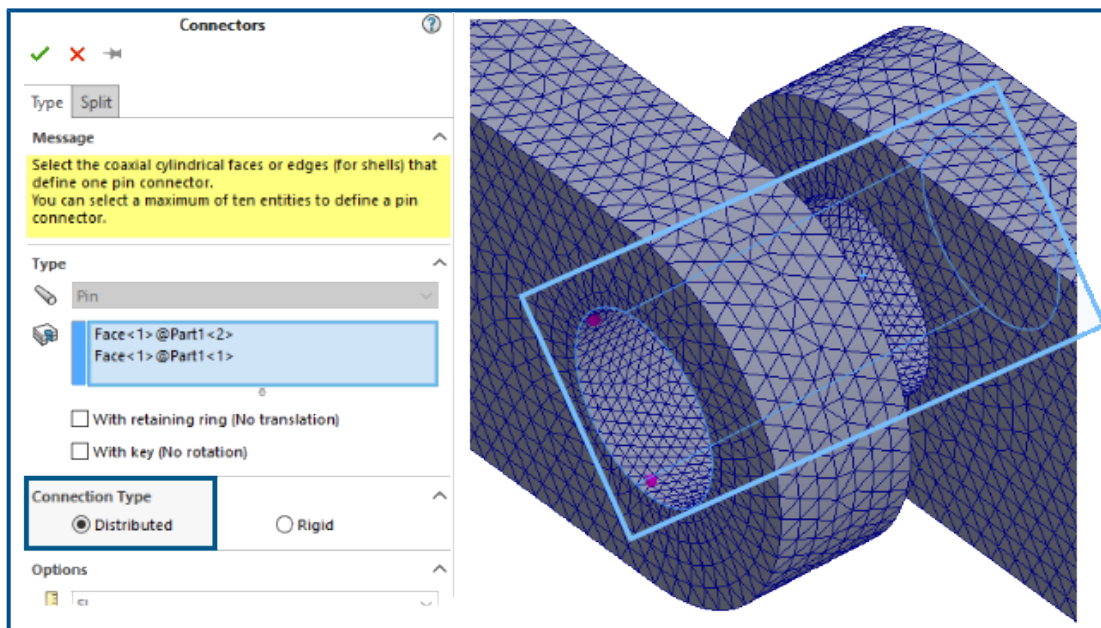 Connectors
?
Type
Split
Message
Select the coaxial cylindrical faces or edges (for shells) that
define one pin connector.
You can select a maximum of ten entities to define a pin
connector.
Type
Pin
Face<1>@Part1<2>
Face<1>@Part1<1>
With retaining ring (No translation)
With key (No rotation)
Connection Type
Distributed
Rigid
Options